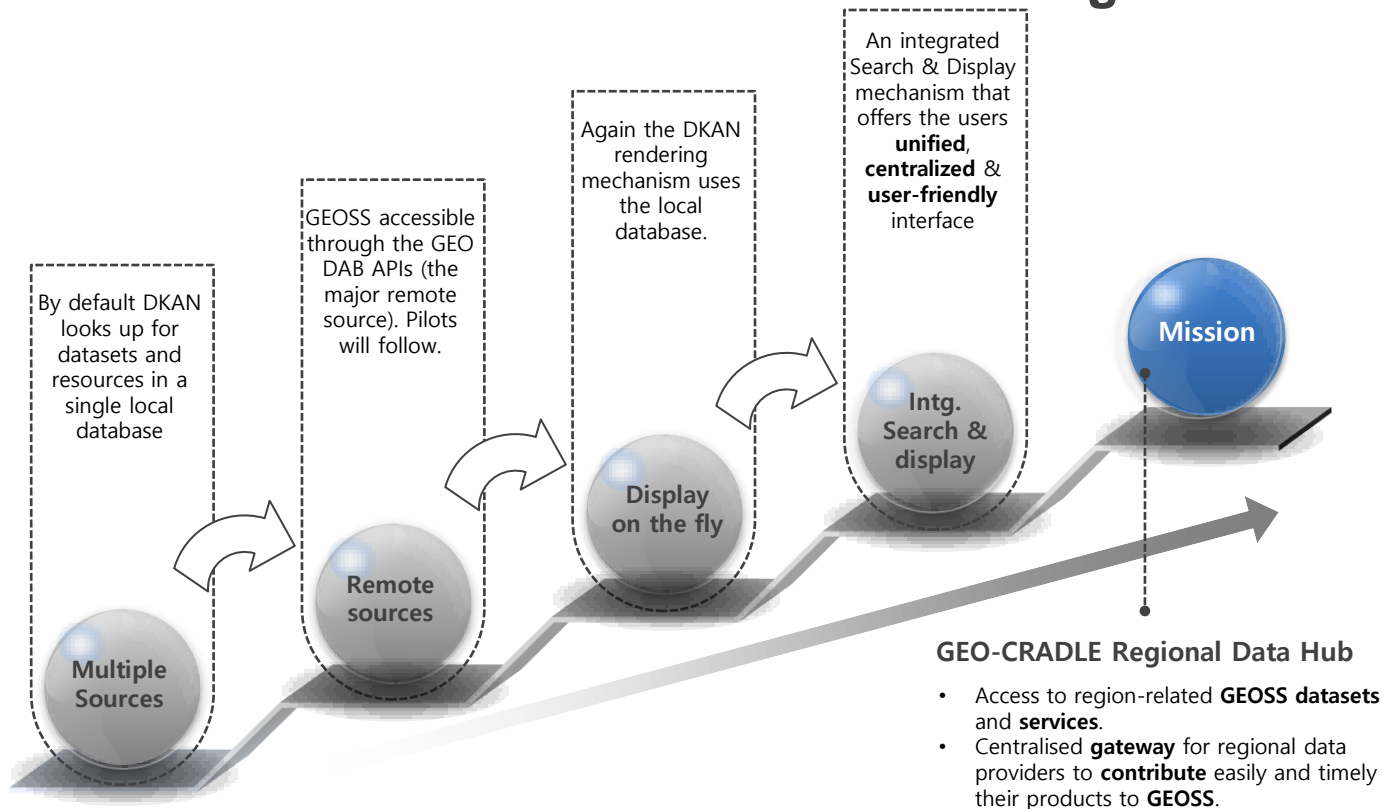 By default DKAN
looks up for
datasets and
resources in a
single local
database
Multiple
Sources
GEOSS accessible
through the GEO
DAB APIs (the
major remote
source). Pilots
will follow.
Remote
sources
Again the DKAN
rendering
mechanism uses
the local
database.
Display
on the fly
An integrated
Search & Display
mechanism that
offers the users
unified,
centralized &
user-friendly
interface
Intg.
Search &
display
Mission
GEO-CRADLE Regional Data Hub
• Access to region-related GEOSS datasets
and services.
• Centralised gateway for regional data
providers to contribute easily and timely
their products to GEOSS.